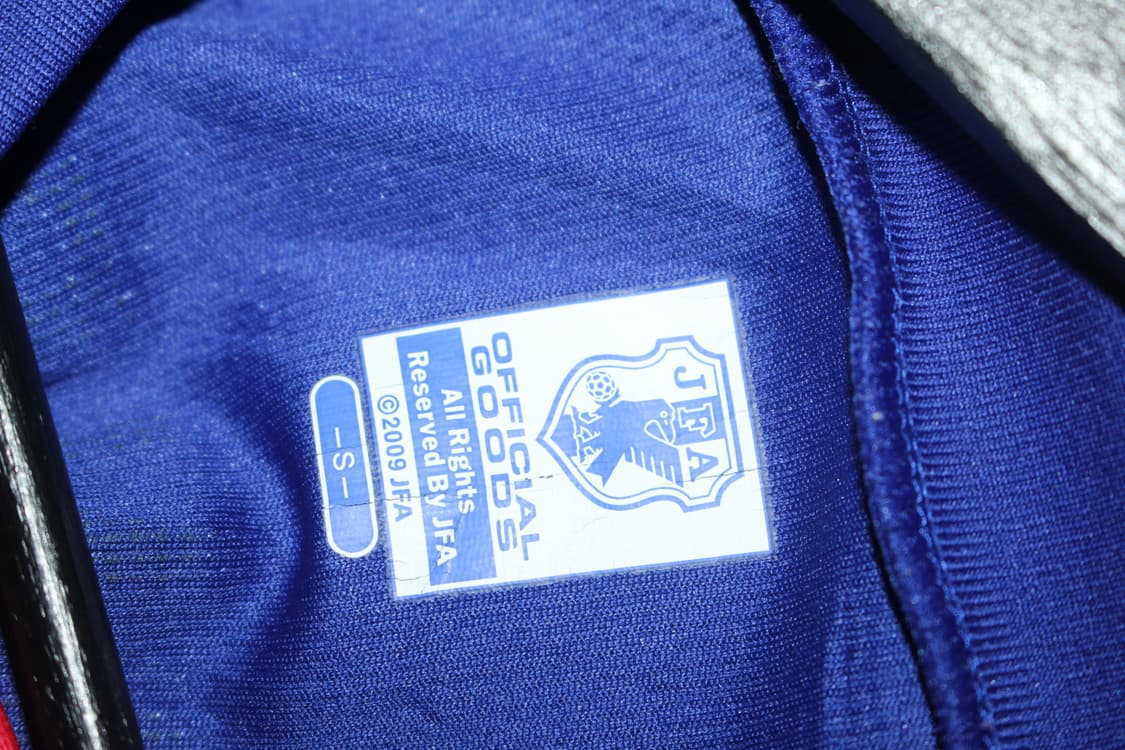 JFA
OFFICIAL
GOODS
All Rights
Reserved By JFA
©2009 JFA
–S–